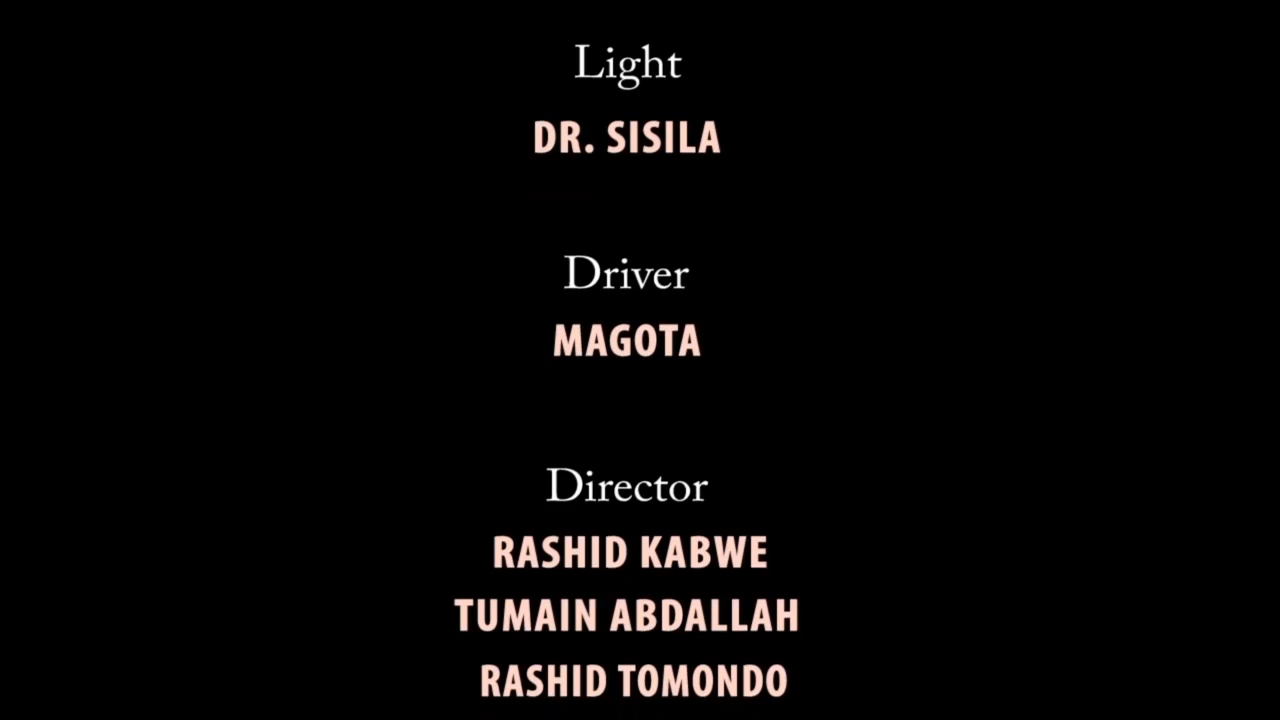 Light
DR. SISILA
Driver
MAGOTA
Director
RASHID KABWE
TUMAIN ABDALLAH
RASHID TOMONDO